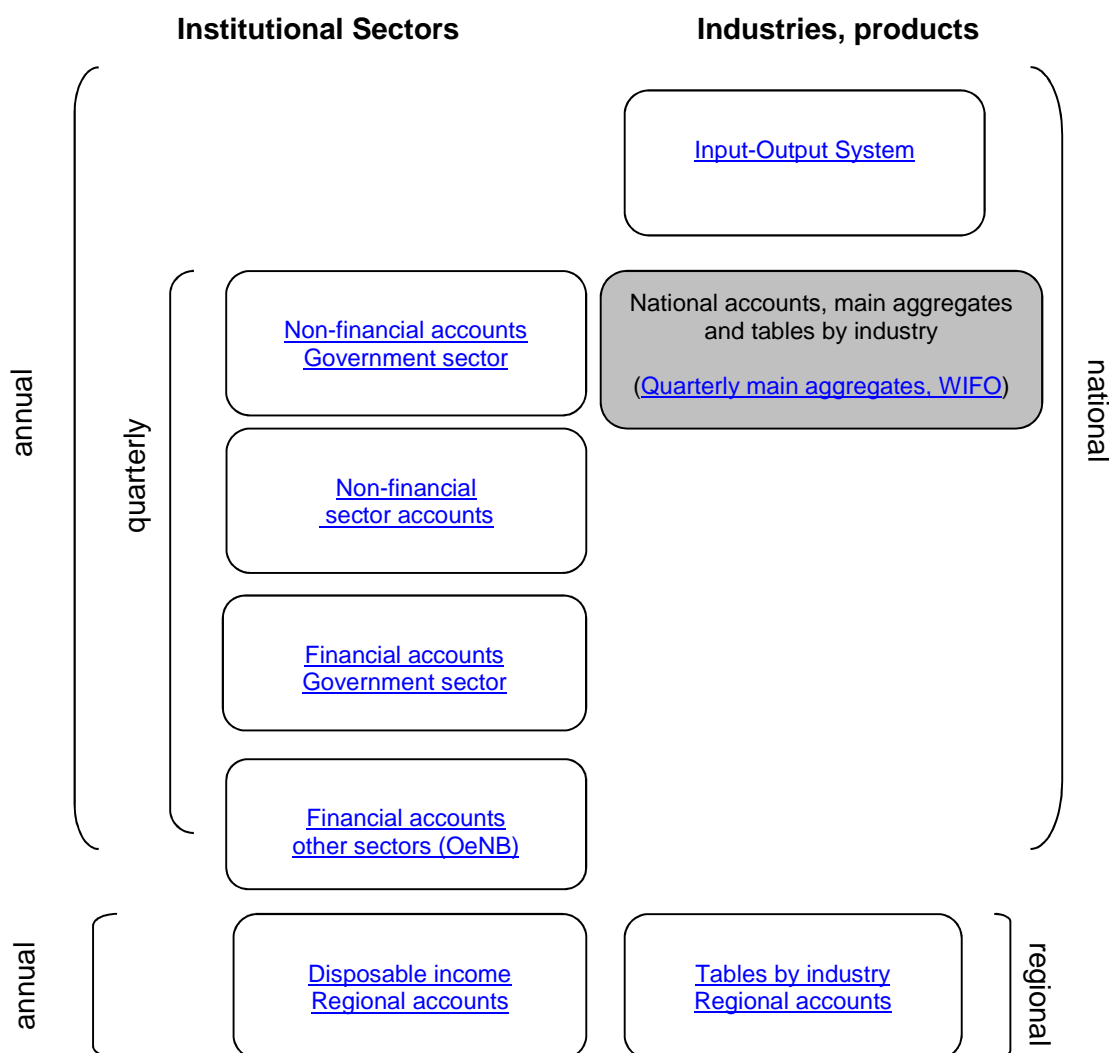 Institutional Sectors
Industries, products
Input-Output System
Non-financial accounts
Government sector
National accounts, main aggregates
and tables by industry
(Quarterly main aggregates, WIFO)
annual
quarterly
national
Non-financial
sector accounts
Financial accounts
Government sector
Financial accounts
other sectors (OeNB)
annual
Disposable income
Regional accounts
Tables by industry
Regional accounts
regional